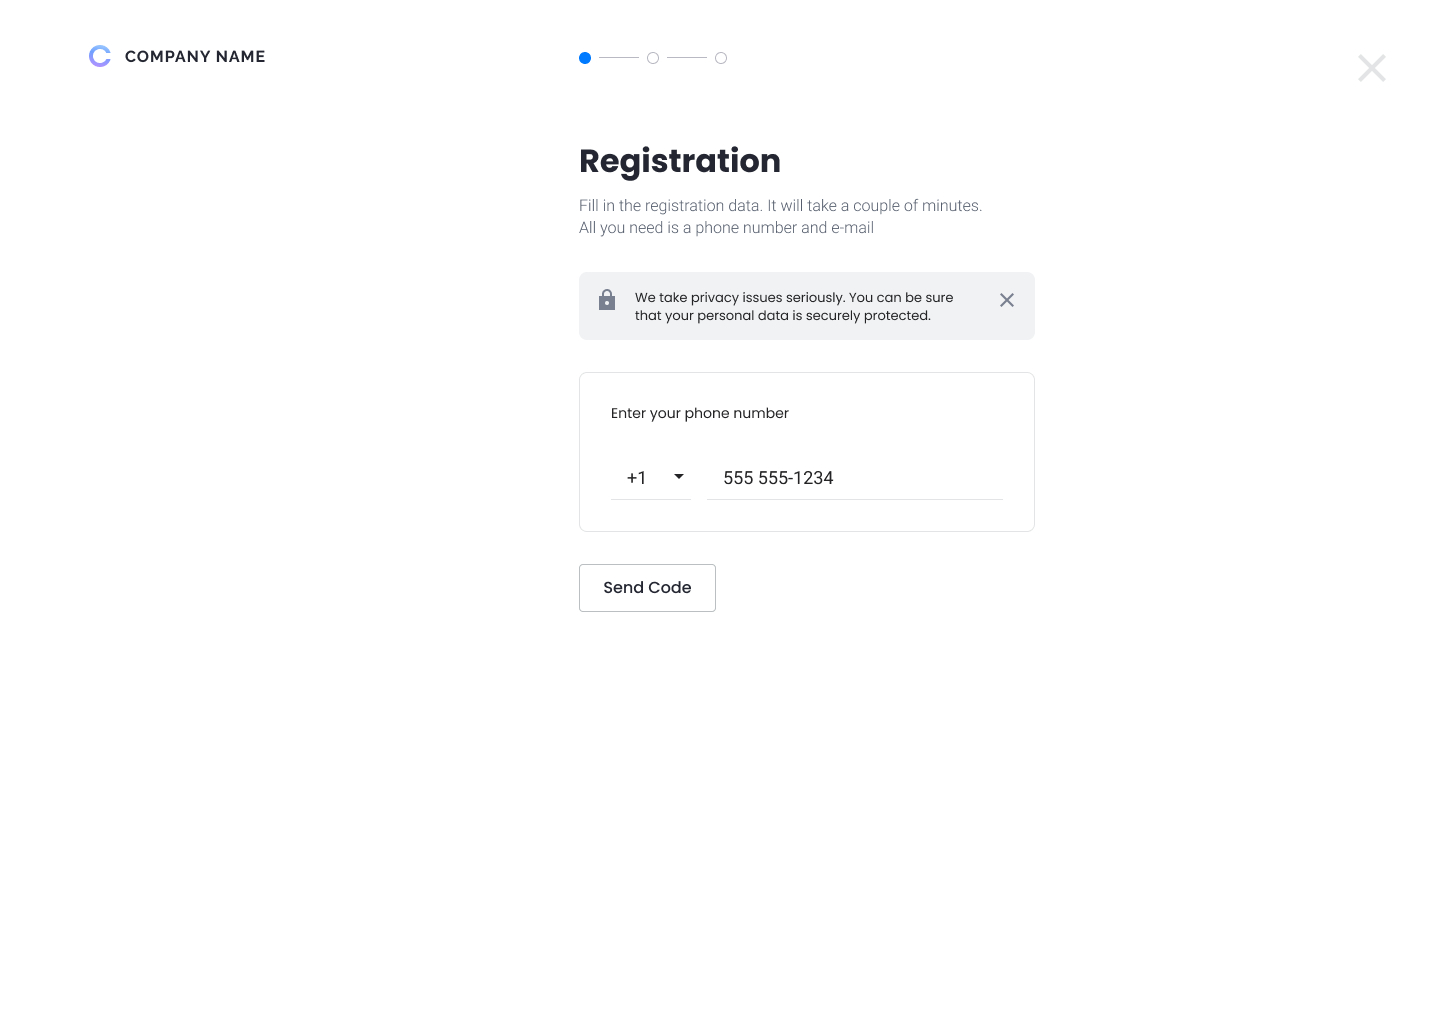 COMPANY NAME
Registration
Fill in the registration data. It will take a couple of minutes.
All you need is a phone number and e-mail
We take privacy issues seriously. You can be sure
that your personal data is securely protected.
Enter your phone number
+1 555 555-1234
Send Code